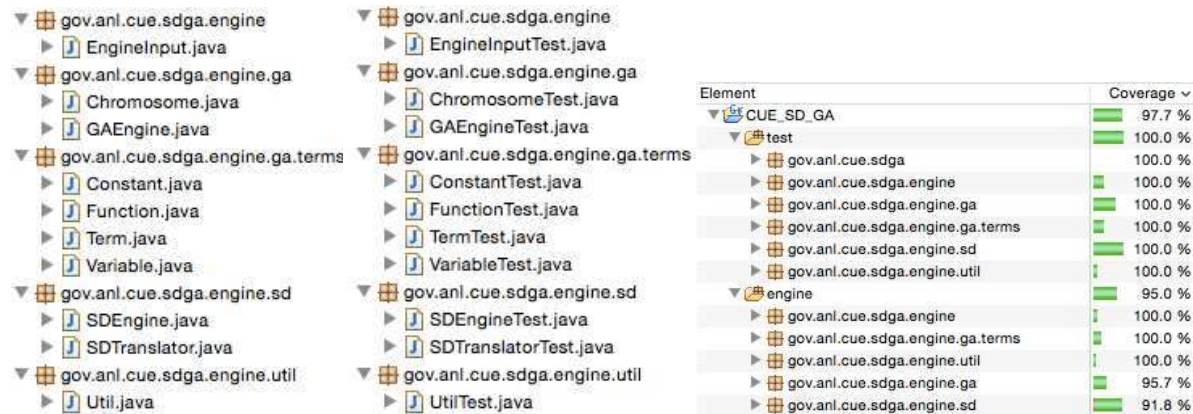 gov.anl.cue.sdga.engine
EngineInput.java
gov.anl.cue.sdga.engine.ga
Chromosome.java
GAEngine.java
gov.anl.cue.sdga.engine.ga.terms
Constant.java
Function.java
Term.java
Variable.java
gov.anl.cue.sdga.engine.sd
SDEngine.java
SDTranslator.java
gov.anl.cue.sdga.engine.util
Util.java
gov.anl.cue.sdga.engine
EngineInputTest.java
gov.anl.cue.sdga.engine.ga
ChromosomeTest.java
GAEngineTest.java
gov.anl.cue.sdga.engine.ga.terms
ConstantTest.java
FunctionTest.java
TermTest.java
VariableTest.java
gov.anl.cue.sdga.engine.sd
SDEngineTest.java
SDTranslatorTest.java
gov.anl.cue.sdga.engine.util
UtilTest.java
Element Coverage
CUE_SD_GA 97.7 %
test 100.0 %
gov.anl.cue.sdga 100.0 %
gov.anl.cue.sdga.engine 100.0 %
gov.anl.cue.sdga.engine.ga 100.0 %
gov.anl.cue.sdga.engine.ga.terms 100.0 %
gov.anl.cue.sdga.engine.sd 100.0 %
gov.anl.cue.sdga.engine.util 100.0 %
engine 95.0 %
gov.anl.cue.sdga.engine 100.0 %
gov.anl.cue.sdga.engine.ga.terms 100.0 %
gov.anl.cue.sdga.engine.util 100.0 %
gov.anl.cue.sdga.engine.ga 95.7 %
gov.anl.cue.sdga.engine.sd 91.8 %